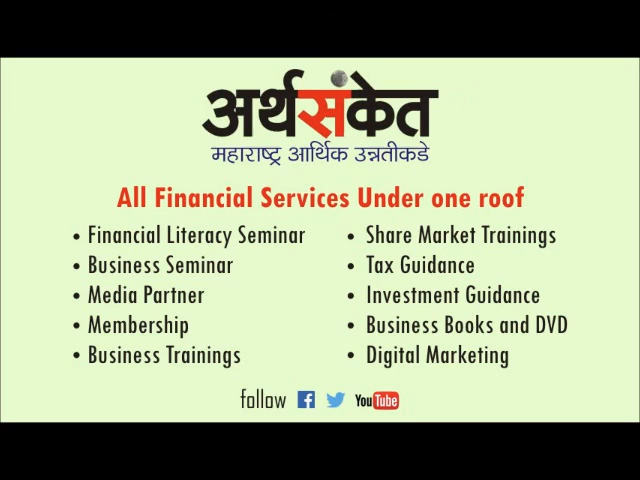 अर्थसंकेत
महाराष्ट्र आर्थिक उन्नतीकडे
All Financial Services Under one roof
• Financial Literacy Seminar
• Business Seminar
• Media Partner
• Membership
• Business Trainings
• Share Market Trainings
• Tax Guidance
• Investment Guidance
• Business Books and DVD
• Digital Marketing
follow f YouTube